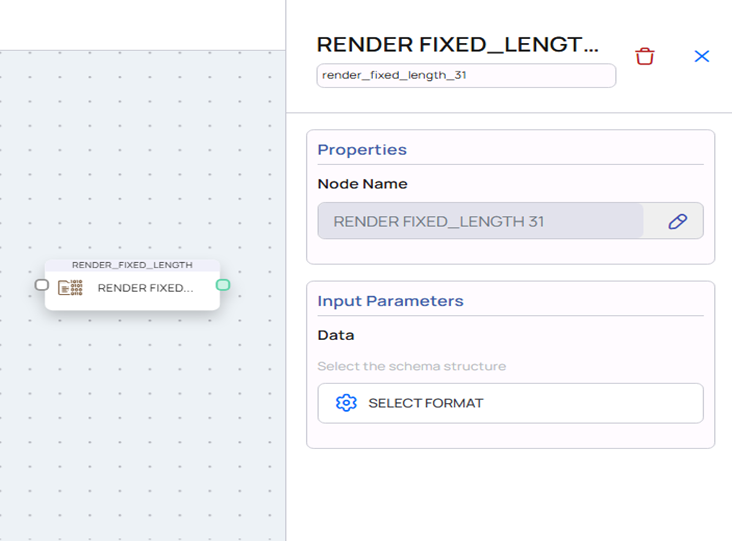 RENDER FIXED_LENGT...
render_fixed_length_31
Properties
Node Name
RENDER FIXED_LENGTH 31
RENDER_FIXED_LENGTH
RENDER FIXED...
Input Parameters
Data
Select the schema structure
SELECT FORMAT